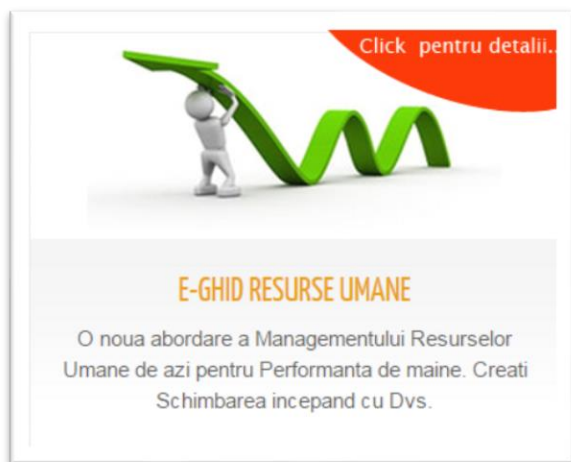 Click pentru detalii..
E-GHID RESURSE UMANE
O noua abordare a Managementului Resurselor
Umane de azi pentru Performanta de maine. Creati
Schimbarea incepand cu Dvs.